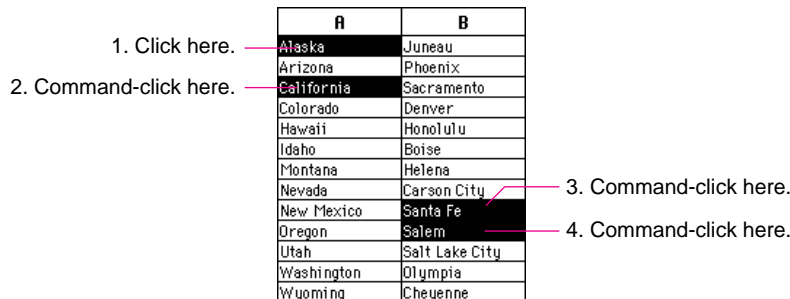 A B
1. Click here. Alaska Juneau
Arizona Phoenix
2. Command-click here. California Sacramento
Colorado Denver
Hawaii Honolulu
Idaho Boise
Montana Helena
Nevada Carson City 3. Command-click here.
New Mexico Santa Fe
Oregon Salem 4. Command-click here.
Utah Salt Lake City
Washington Olympia
Wyoming Cheyenne